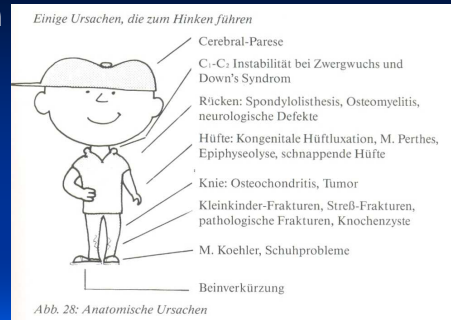 Einige Ursachen, die zum Hinken führen
Cerebral-Parese
C₁-C₂ Instabilität bei Zwergwuchs und
Down's Syndrom
Rücken: Spondylolisthesis, Osteomyelitis,
neurologische Defekte
Hüfte: Kongenitale Hüftluxation, M. Perthes,
Epiphyseolyse, schnappende Hüfte
Knie: Osteochondritis, Tumor
Kleinkinder-Frakturen, Streß-Frakturen,
pathologische Frakturen, Knochenzyste
M. Koehler, Schuhprobleme
Beinverkürzung
Abb. 28: Anatomische Ursachen